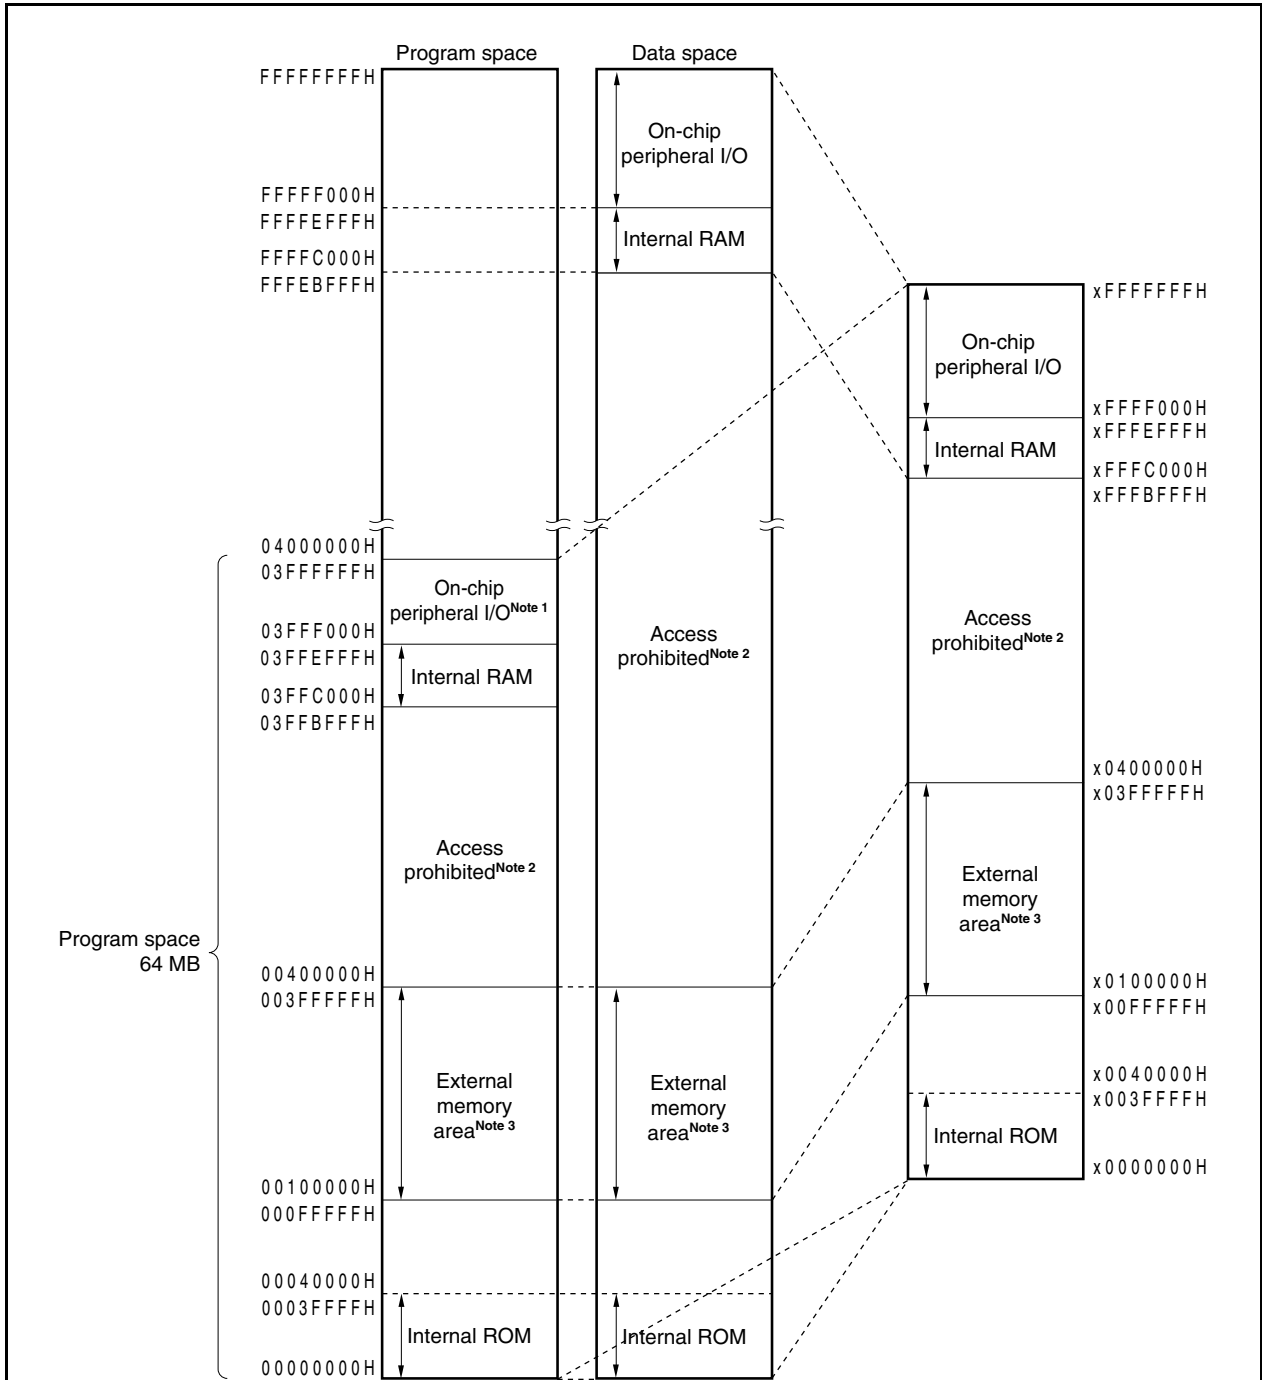 Program space
Data space
FFFFFFFFH
On-chip
peripheral I/O
FFFFF000H
FFFFEFFFH
Internal RAM
FFFFC000H
FFFEBFFFH
xFFFFFFFH
On-chip
peripheral I/O
xFFFF000H
xFFFEFFFH
Internal RAM
xFFFC000H
xFFFBFFFH
04000000H
03FFFFFFH
On-chip
peripheral I/ONote 1
03FFF000H
03FFEFFFH
Internal RAM
03FFC000H
03FFBFFFH
Access
prohibitedNote 2
Access
prohibitedNote 2
x0400000H
x03FFFFFH
Access
prohibitedNote 2
External
memory
areaNote 3
Program space
64 MB
00400000H
003FFFFFH
x0100000H
x00FFFFFH
External
memory
areaNote 3
External
memory
areaNote 3
x0040000H
x003FFFFH
Internal ROM
x0000000H
00100000H
000FFFFFH
00040000H
0003FFFFH
Internal ROM
Internal ROM
00000000H